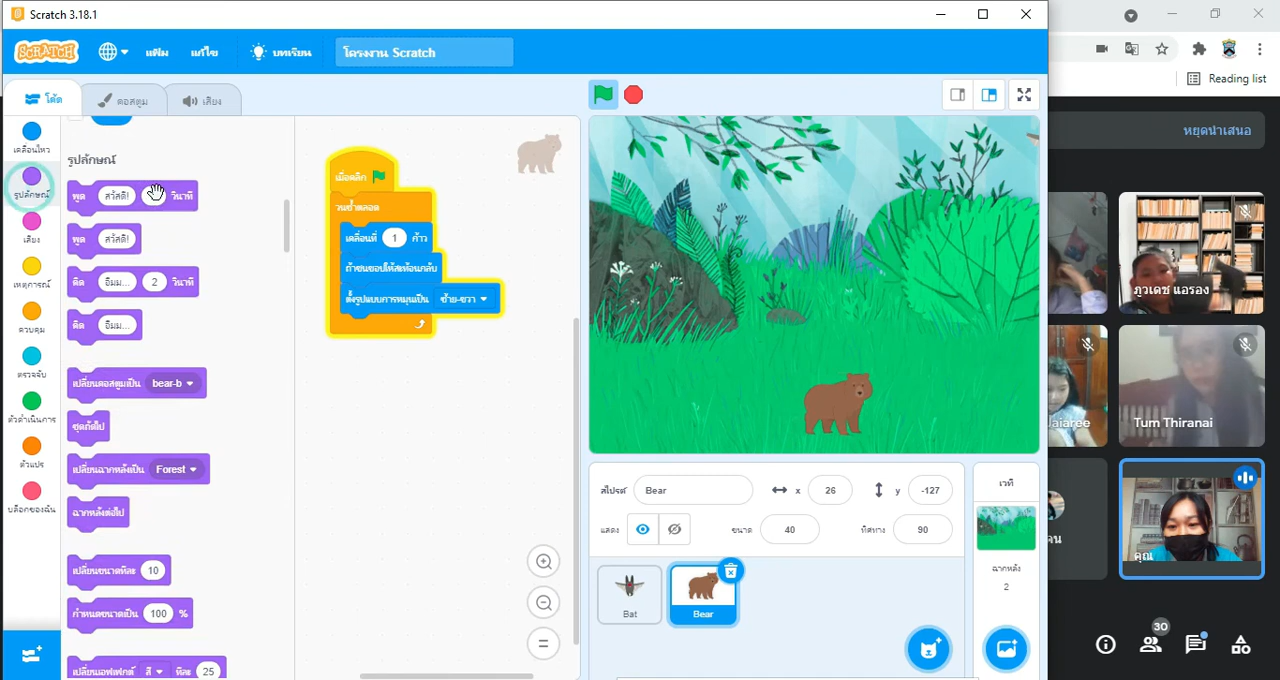 Scratch 3.18.1
SCRATCH
แฟ้ม
แก้ไข
บทเรียน
โครงงาน Scratch
Reading list
โค้ด
คอสตูม
เสียง
หยุดนำเสนอ
เคลื่อนไหว
รูปลักษณ์
เสียง
เหตุการณ์
ควบคุม
ตรวจจับ
ตัวดำเนินการ
ตัวแปร
บล็อกของฉัน
รูปลักษณ์
พูด สวัสดี! วินาที
พูด สวัสดี!
คิด อืมม... 2 วินาที
คิด อืมม...
เปลี่ยนคอสตูมเป็น bear-b
ชุดถัดไป
เปลี่ยนฉากหลังเป็น Forest
ฉากหลังต่อไป
เปลี่ยนขนาดทีละ 10
กำหนดขนาดเป็น 100 %
เปลี่ยนเอฟเฟกต์ สี ทีละ 25
เมื่อคลิก
วนซ้ำตลอด
เคลื่อนที่ 1 ก้าว
ถ้าชนขอบให้สะท้อนกลับ
ตั้งรูปแบบการหมุนเป็น ซ้าย-ขวา
สไปรต์ Bear x 26 y -127
แสดง ขนาด 40 ทิศทาง 90
Bat
Bear
เวที
ฉากหลัง
2
ภูวเดช แอรอง
Jaiaree
Tum Thiranai
คน
คุณ
30